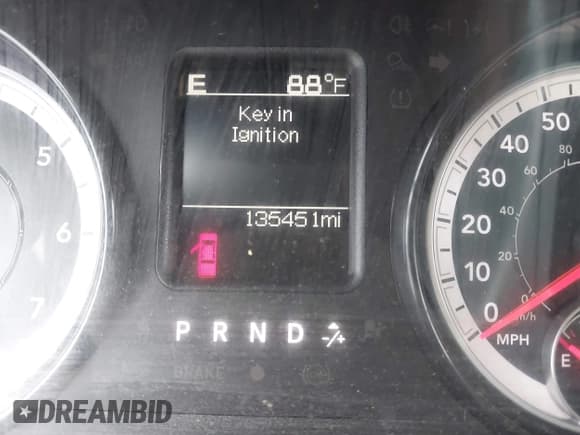 E 88°F
Key in
Ignition
135451mi
P R N D -/+
5
6
7
50
40
30
20
10
0
80
60
40
20
0
km/h
MPH
E
BRAKE
DREAMBID